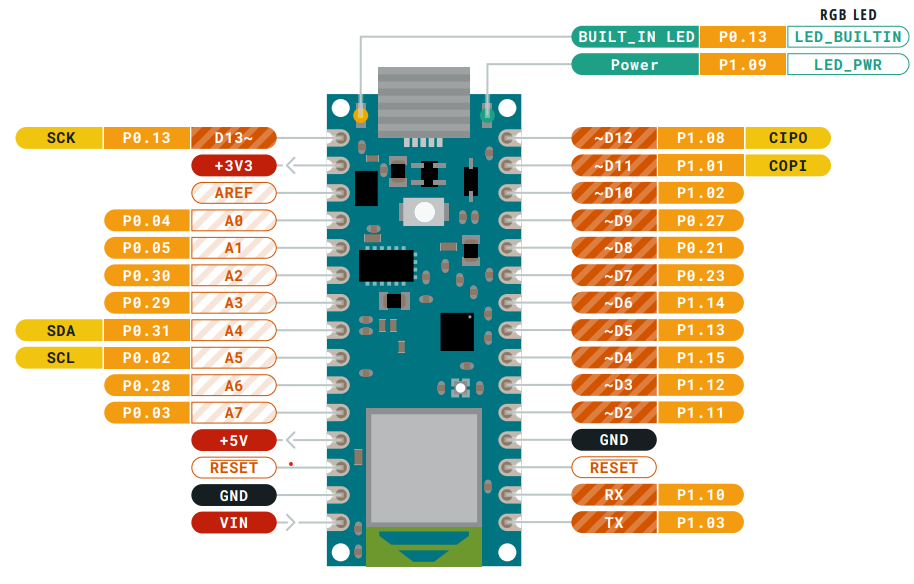 RGB LED
BUILT_IN LED P0.13 LED_BUILTIN
Power P1.09 LED_PWR
SCK P0.13 D13~
+3V3
AREF
P0.04 A0
P0.05 A1
P0.30 A2
P0.29 A3
SDA P0.31 A4
SCL P0.02 A5
P0.28 A6
P0.03 A7
+5V
RESET
GND
VIN
~D12 P1.08 CIPO
~D11 P1.01 COPI
~D10 P1.02
~D9 P0.27
~D8 P0.21
~D7 P0.23
~D6 P1.14
~D5 P1.13
~D4 P1.15
~D3 P1.12
~D2 P1.11
GND
RESET
RX P1.10
TX P1.03